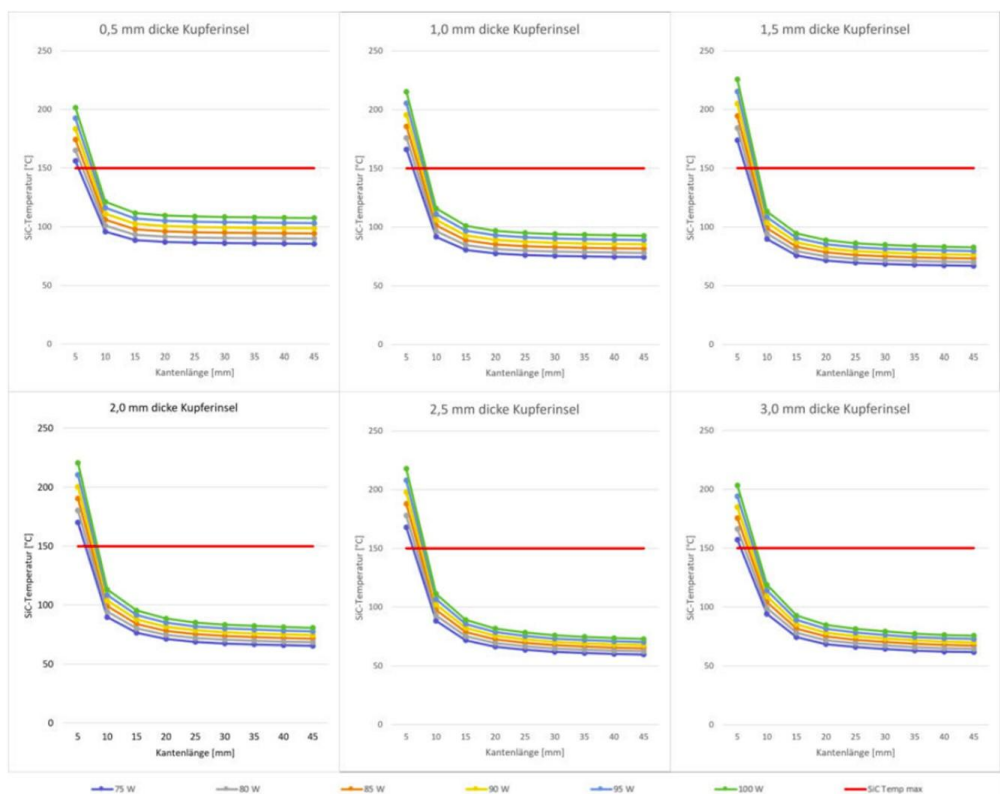 0,5 mm dicke Kupferinsel
SiC-Temperatur [°C]
250
200
150
100
50
0
5 10 15 20 25 30 35 40 45
Kantenlänge [mm]
1,0 mm dicke Kupferinsel
SiC-Temperatur [°C]
250
200
150
100
50
0
5 10 15 20 25 30 35 40 45
Kantenlänge [mm]
1,5 mm dicke Kupferinsel
SiC-Temperatur [°C]
250
200
150
100
50
0
5 10 15 20 25 30 35 40 45
Kantenlänge [mm]
2,0 mm dicke Kupferinsel
SiC-Temperatur [°C]
250
200
150
100
50
0
5 10 15 20 25 30 35 40 45
Kantenlänge [mm]
2,5 mm dicke Kupferinsel
SiC-Temperatur [°C]
250
200
150
100
50
0
5 10 15 20 25 30 35 40 45
Kantenlänge [mm]
3,0 mm dicke Kupferinsel
SiC-Temperatur [°C]
250
200
150
100
50
0
5 10 15 20 25 30 35 40 45
Kantenlänge [mm]
75 W 80 W 85 W 90 W 95 W 100 W SiC Temp max